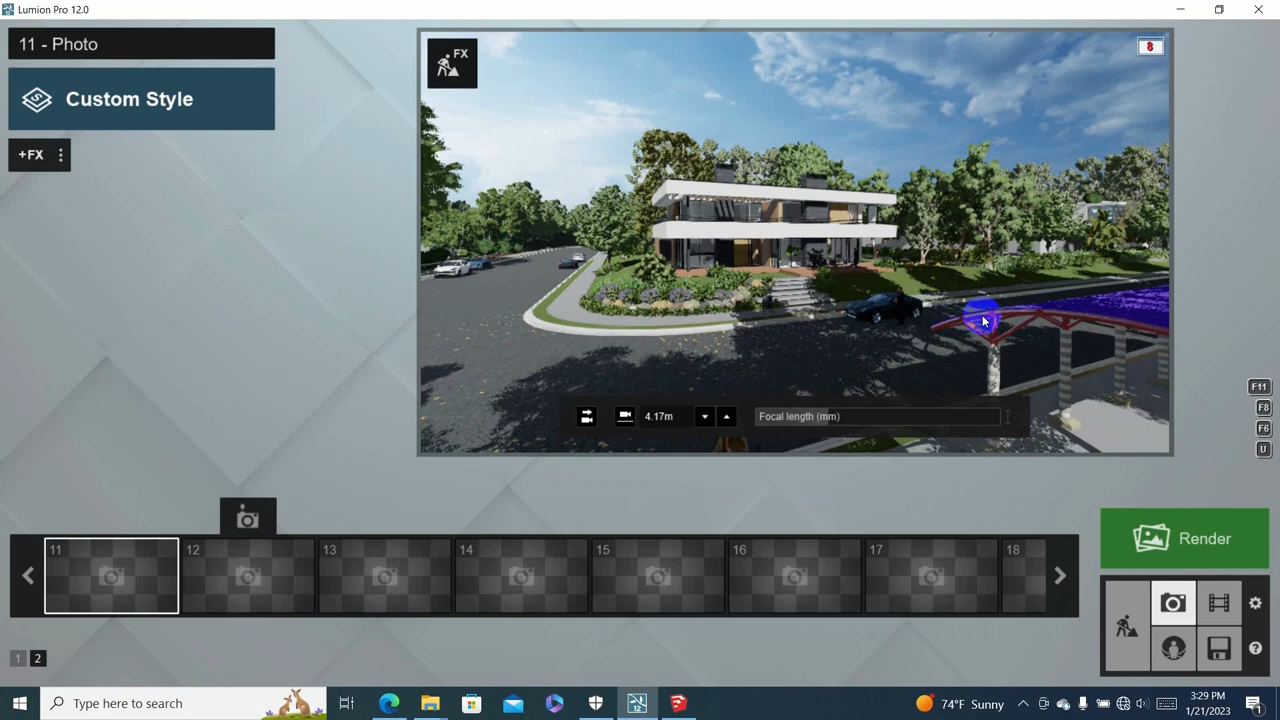 Lumion Pro 12.0
11 - Photo
Custom Style
+FX
FX
8
4.17m
Focal length (mm)
F11
F8
F6
U
11
12
13
14
15
16
17
18
Render
1
2
Type here to search
12
74°F Sunny
3:29 PM
1/21/2023
1